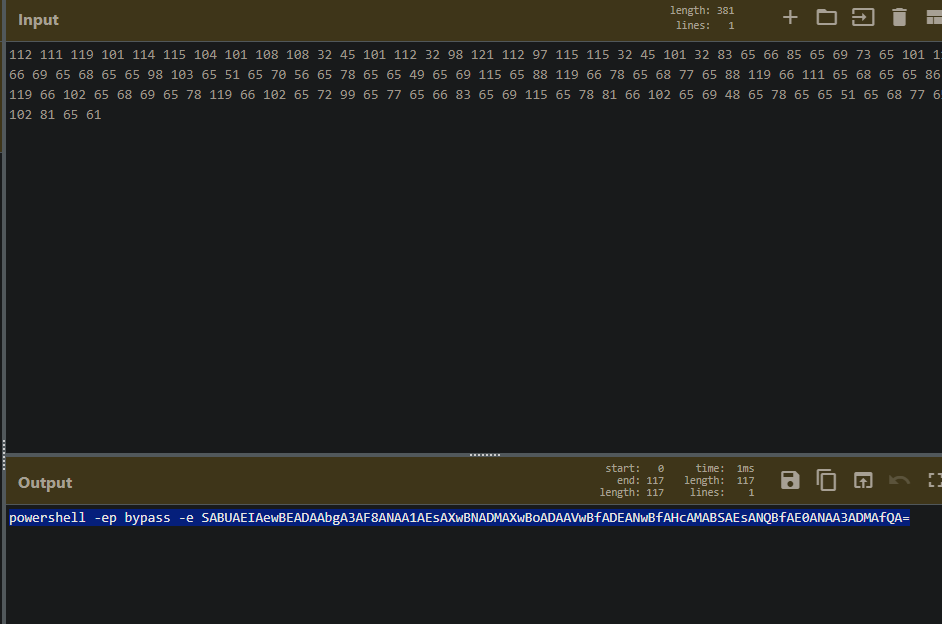 Input
length: 381
lines: 1
112 111 119 101 114 115 104 101 108 108 32 45 101 112 32 98 121 112 97 115 115 32 45 101 32 83 65 66 85 65 69 73 65 101
66 69 65 68 65 65 98 103 65 51 65 70 56 65 78 65 65 49 65 69 115 65 88 119 66 78 65 68 77 65 88 119 66 111 65 68 65 65 86
119 66 102 65 68 69 65 78 119 66 102 65 72 99 65 77 65 66 83 65 69 115 65 78 81 66 102 65 69 48 65 78 65 65 51 65 68 77
102 81 65 61
Output
start: 0
end: 117
length: 117
time: 1ms
length: 117
lines: 1
powershell -ep bypass -e SABUAEIAewBEADAAbgA3AF8ANAA1AEsAXwBNADMAXwBoADAAVwBfADEANwBfAHcAMABSAEsANQBfAE0ANAA3ADMAfQA=